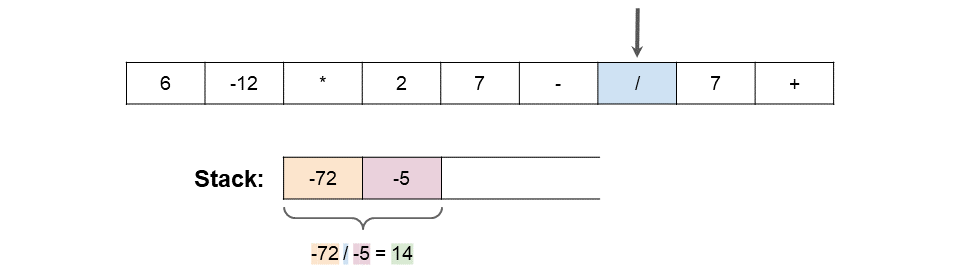 6 -12 * 2 7 - / 7 +
Stack: -72 -5
-72 / -5 = 14